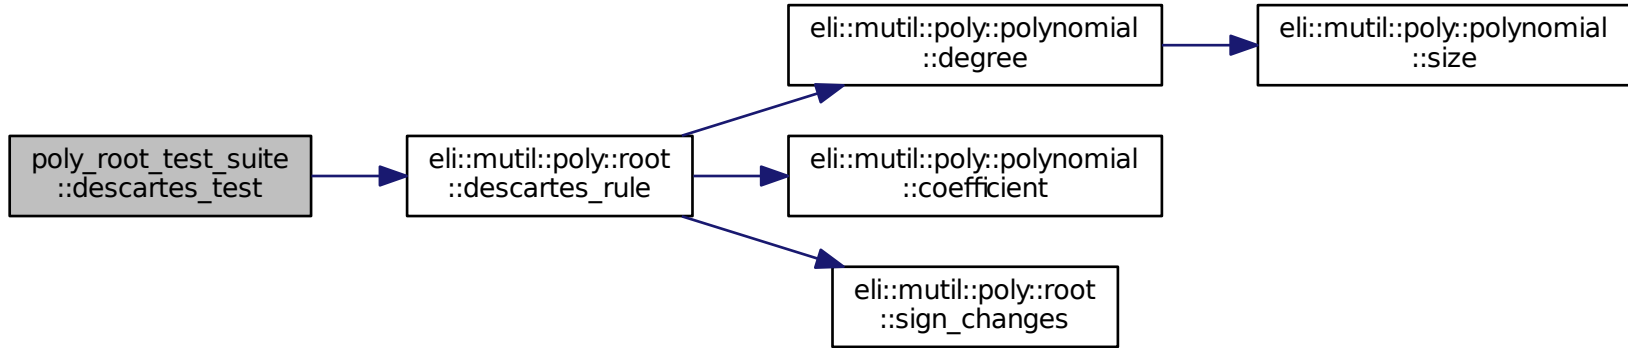 poly_root_test_suite
::descartes_test
eli::mutil::poly::root
::descartes_rule
eli::mutil::poly::polynomial
::degree
eli::mutil::poly::polynomial
::size
eli::mutil::poly::polynomial
::coefficient
eli::mutil::poly::root
::sign_changes